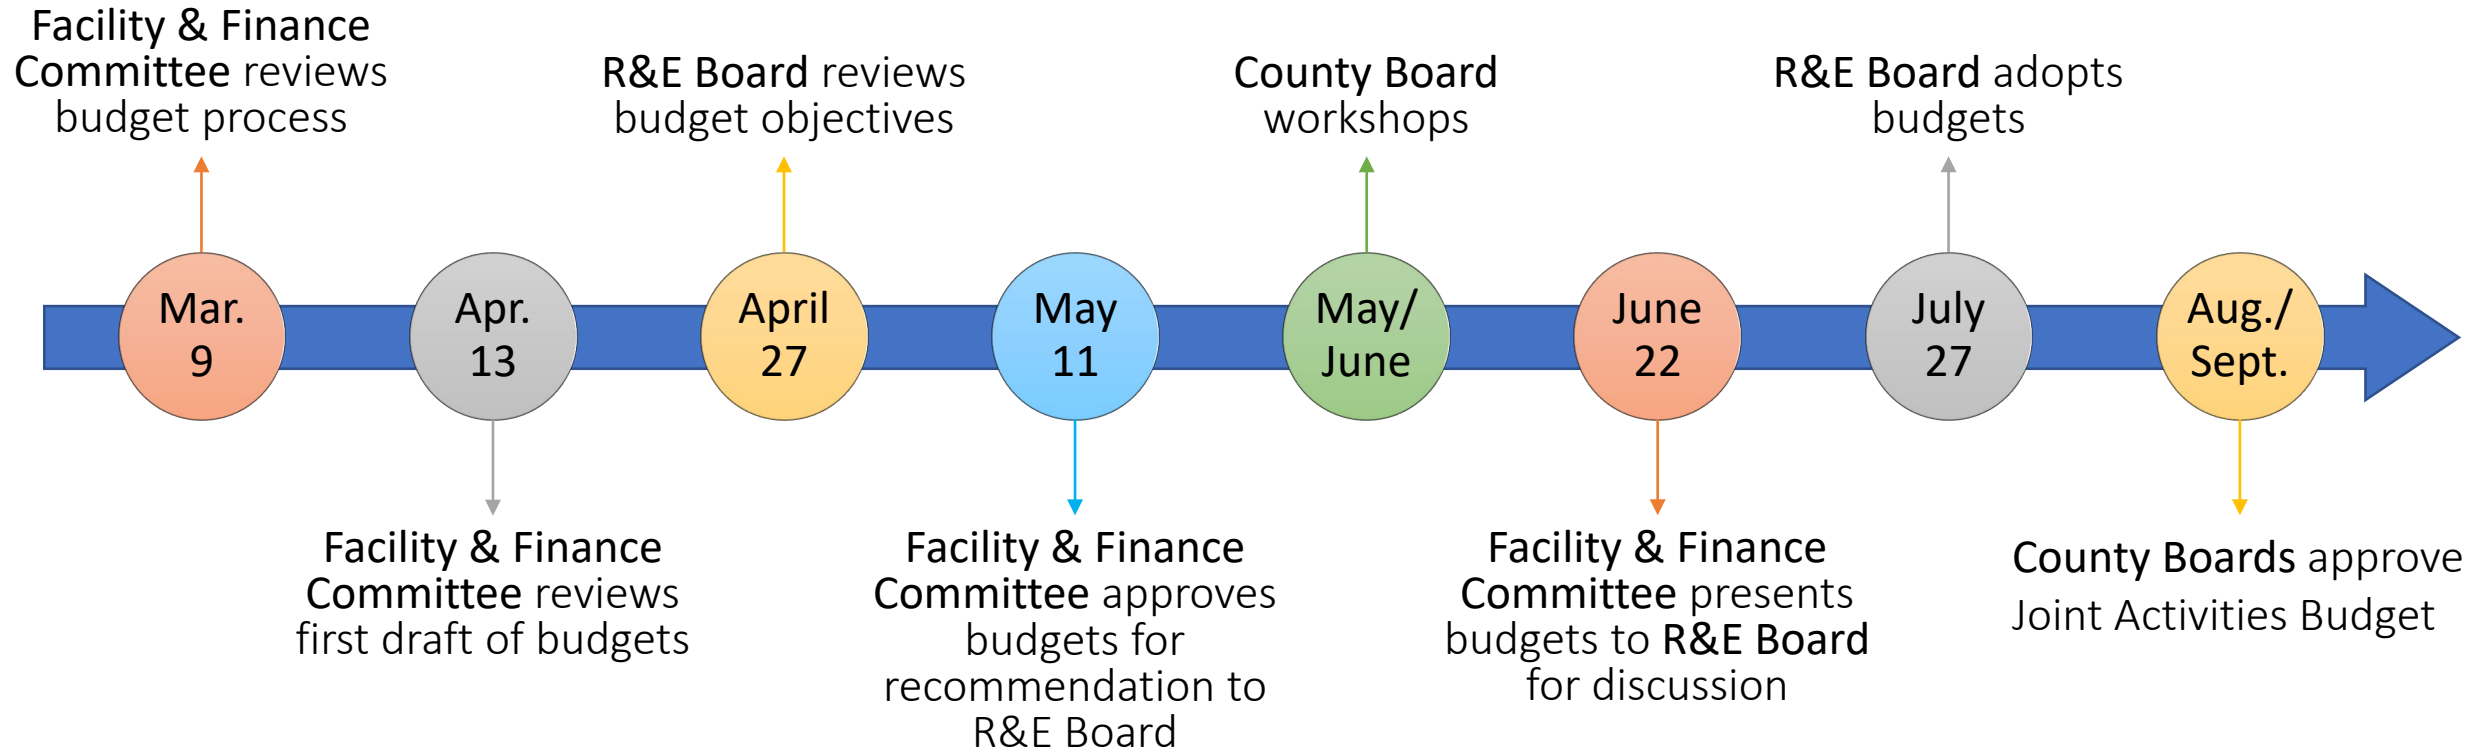 Facility & Finance
Committee reviews
budget process
Mar.
9
Apr.
13
Facility & Finance
Committee reviews
first draft of budgets
R&E Board reviews
budget objectives
April
27
May
11
Facility & Finance
Committee approves
budgets for
recommendation to
R&E Board
County Board
workshops
May/
June
June
22
Facility & Finance
Committee presents
budgets to R&E Board
for discussion
R&E Board adopts
budgets
July
27
Aug./
Sept.
County Boards approve
Joint Activities Budget